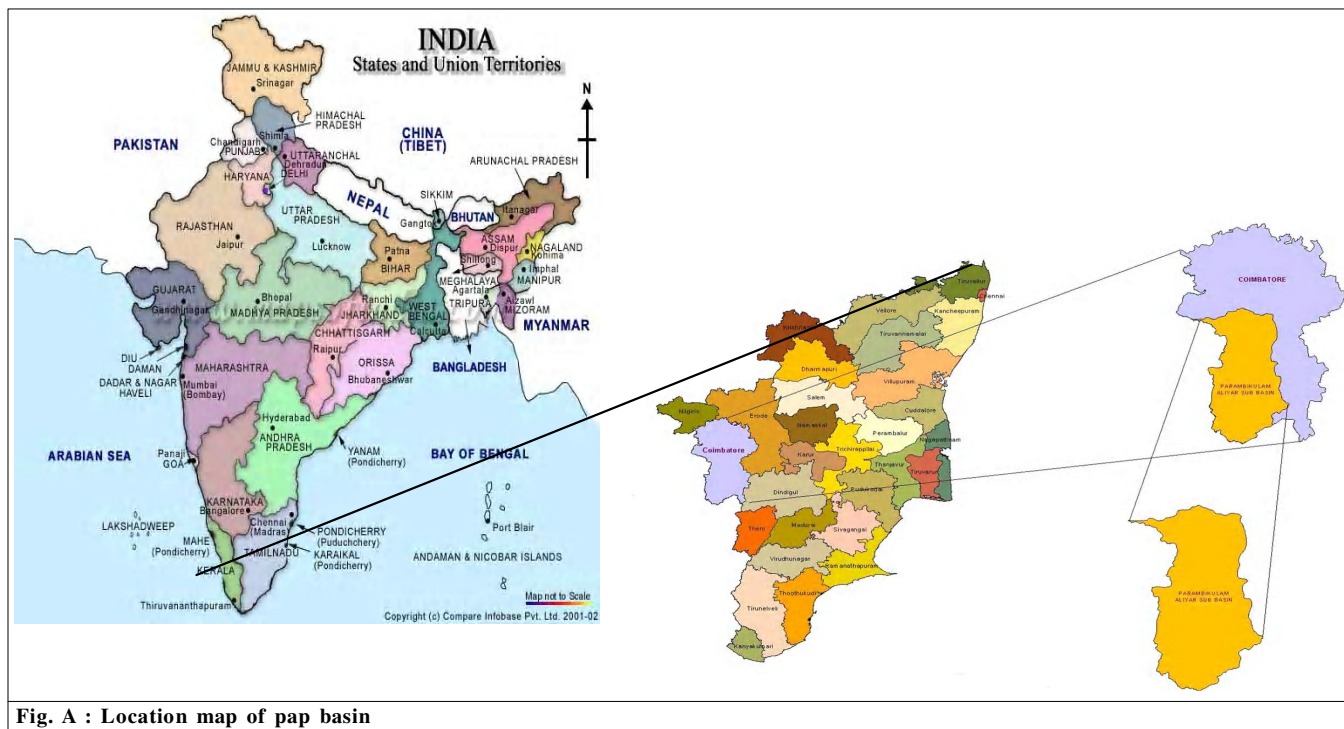 INDIA
States and Union Territories
N
JAMMU & KASHMIR
Srinagar
HIMACHAL
PRADESH
PAKISTAN
CHINA
(TIBET)
Chandigarh
Shimla
PUNJAB
UTTARANCHAL
Dehradun
DELHI
HARYANA
ARUNACHAL PRADESH
SIKKIM
NEPAL
BHUTAN
Itanagar
Gangtok
RAJASTHAN
Jaipur
UTTAR
PRADESH
Lucknow
ASSAM
Dispur
NAGALAND
Kohima
Patna
BIHAR
Shillong
Imphal
MANIPUR
MEGHALAYA
Agartala
TRIPURA
Aizawl
MIZORAM
GUJARAT
Gandhinagar
Bhopal
MADHYA PRADESH
Ranchi
JHARKHAND
WEST
BENGAL
Calcutta
MYANMAR
CHHATTISGARH
Raipur
ORISSA
Bhubaneshwar
BANGLADESH
DIU
DAMAN
DADAR & NAGAR
HAVELI
MAHARASHTRA
Mumbai
(Bombay)
Hyderabad
ANDHRA
PRADESH
YANAM
(Pondicherry)
ARABIAN SEA
Panaji
GOA
BAY OF BENGAL
KARNATAKA
Bangalore
Chennai
(Madras)
PONDICHERRY
(Puduchery)
KARAIKAL
(Pondicherry)
Port Blair
ANDAMAN & NICOBAR ISLANDS
LAKSHADWEEP
MAHE
(Pondicherry)
TAMILNADU
KERALA
Thiruvananthapuram
Map not to Scale
Copyright (c) Compare Infobase Pvt. Ltd. 2001-02
Tiruvallur
Chennai
Vellore
Kancheepuram
Tiruvannamalai
Dharmapuri
Villupuram
Salem
Nilgiris
Erode
Namakkal
Cuddalore
Perambalur
Nagapattinam
Coimbatore
Karur
Trichirappllai
Thanjavur
Tiruvarur
Dindigul
Pudukottai
Theni
Madurai
Sivagangai
Virudhunagar
Ramanathapuram
Tirunelveli
Thoothukudi
Kanyakumari
COIMBATORE
PARAMBIKULAM
ALIYAR SUB BASIN
PARAMBIKULAM
ALIYAR SUB BASIN
Fig. A : Location map of pap basin